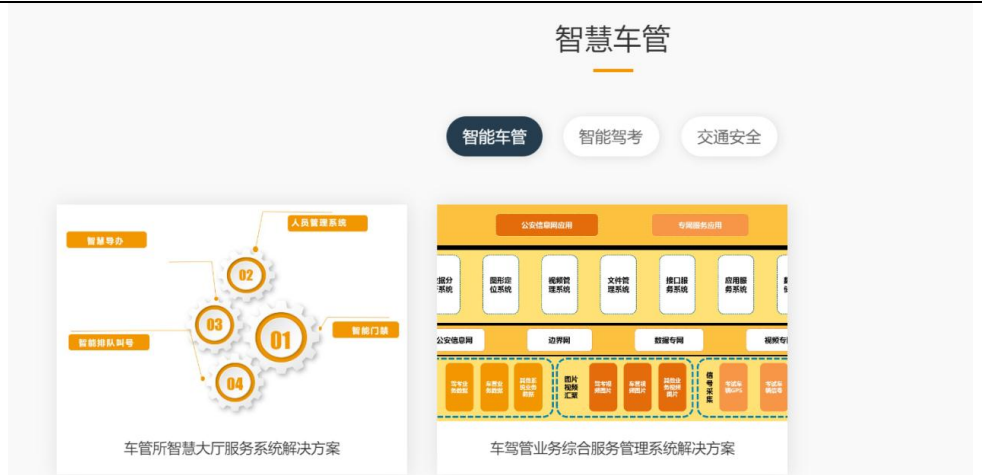 智慧车管
智能车管
智能驾考
交通安全
人员管理系统
智慧导办
02
03
01
智能门禁
智能排队叫号
04
车管所智慧大厅服务系统解决方案
公安信息网应用
专网服务应用
图形定
位系统
视频管
理系统
文件管
理系统
接口服
务系统
应用服
务系统
公安信息网
边界网
数据专网
视频专
图片
视频
汇聚
信
号
采
集
车驾管业务综合服务管理系统解决方案